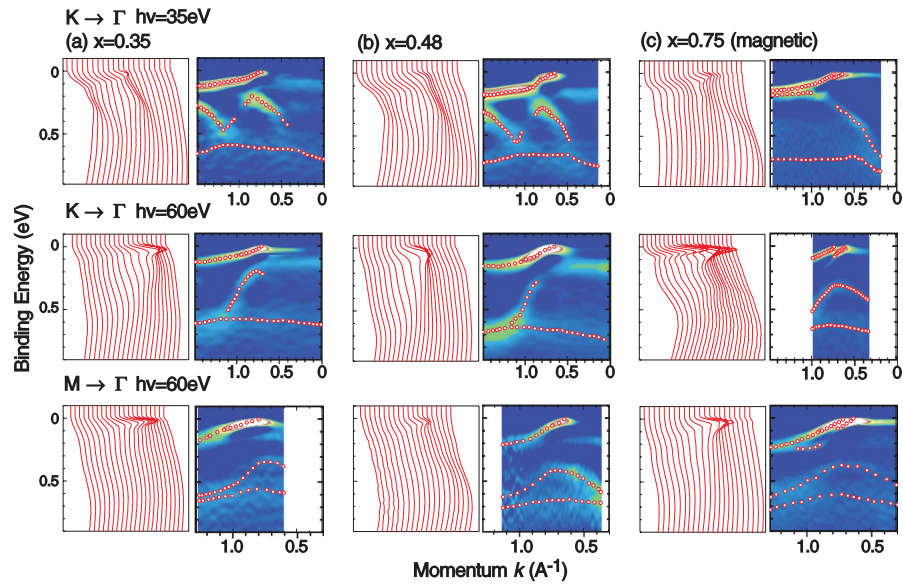 K → Γ hν=35eV
(a) x=0.35
(b) x=0.48
(c) x=0.75 (magnetic)
0
0.5
1.0 0.5 0
1.0 0.5 0
1.0 0.5 0
K → Γ hν=60eV
0
0.5
1.0 0.5 0
1.0 0.5 0
1.0 0.5 0
M → Γ hν=60eV
0
0.5
1.0 0.5
1.0 0.5
1.0 0.5 0
Binding Energy (eV)
Momentum k (A⁻¹)